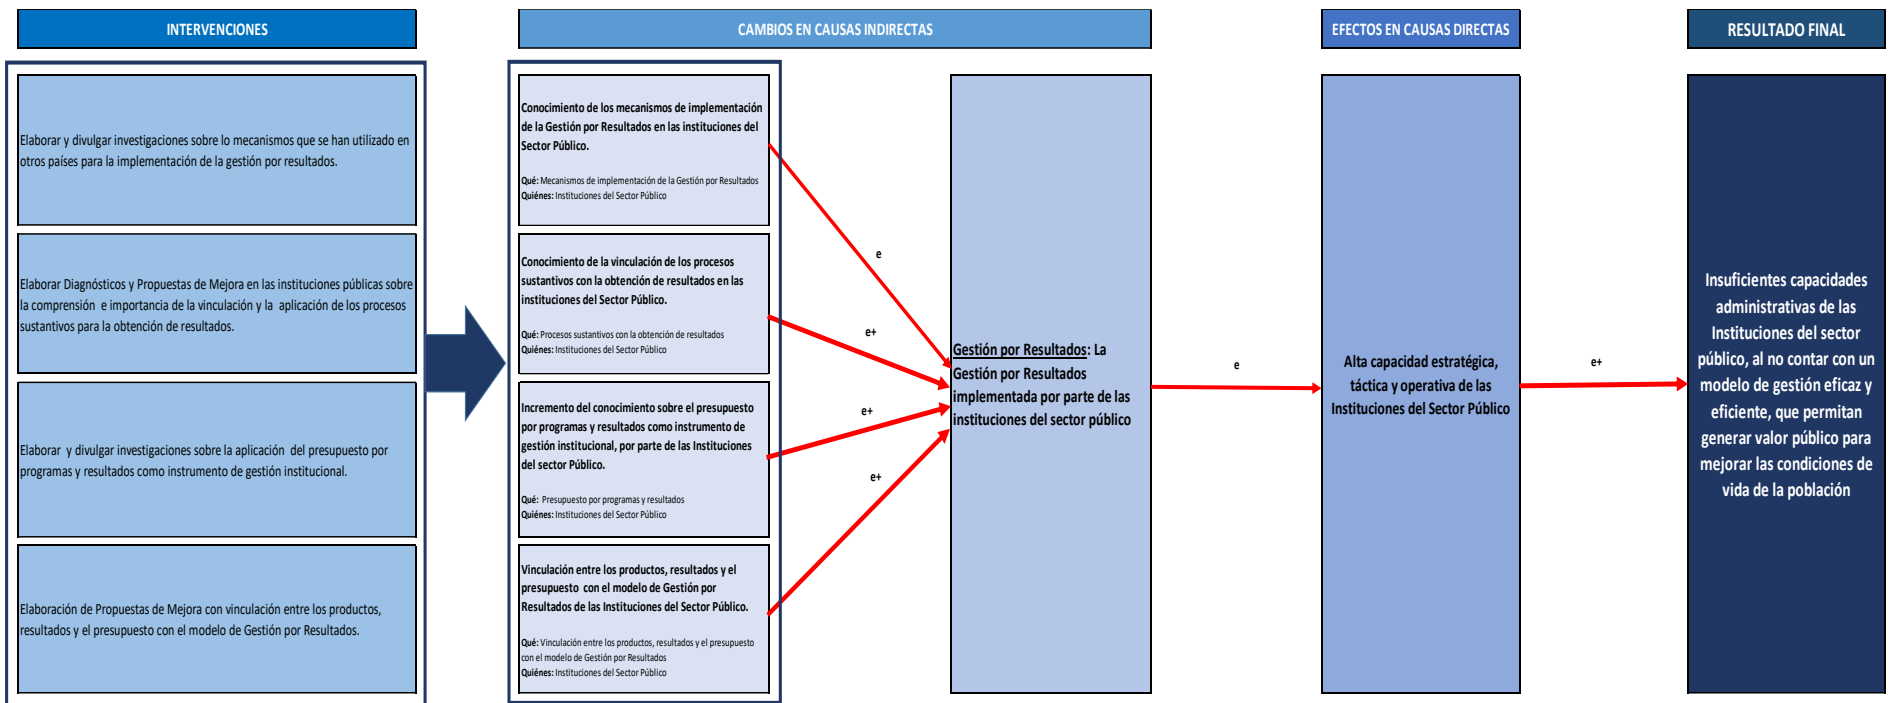 INTERVENCIONES
CAMBIOS EN CAUSAS INDIRECTAS
EFECTOS EN CAUSAS DIRECTAS
RESULTADO FINAL
Elaborar y divulgar investigaciones sobre lo mecanismos que se han utilizado en
otros países para la implementación de la gestión por resultados.
Elaborar Diagnósticos y Propuestas de Mejora en las instituciones públicas sobre
la comprensión e importancia de la vinculación y la aplicación de los procesos
sustantivos para la obtención de resultados.
Elaborar y divulgar investigaciones sobre la aplicación del presupuesto por
programas y resultados como instrumento de gestión institucional.
Elaboración de Propuestas de Mejora con vinculación entre los productos,
resultados y el presupuesto con el modelo de Gestión por Resultados.
Conocimiento de los mecanismos de implementación
de la Gestión por Resultados en las instituciones del
Sector Público.
Qué: Mecanismos de implementación de la Gestión por Resultados
Quiénes: Instituciones del Sector Público
Conocimiento de la vinculación de los procesos
sustantivos con la obtención de resultados en las
instituciones del Sector Público.
Qué: Procesos sustantivos con la obtención de resultados
Quiénes: Instituciones del Sector Público
Incremento del conocimiento sobre el presupuesto
por programas y resultados como instrumento de
gestión institucional, por parte de las Instituciones
del sector Público.
Qué: Presupuesto por programas y resultados
Quiénes: Instituciones del Sector Público
Vinculación entre los productos, resultados y el
presupuesto con el modelo de Gestión por
Resultados de las Instituciones del Sector Público.
Qué: Vinculación entre los productos, resultados y el presupuesto
con el modelo de Gestión por Resultados
Quiénes: Instituciones del Sector Público
e
e+
e+
e+
Gestión por Resultados: La
Gestión por Resultados
implementada por parte de las
instituciones del sector público
e
Alta capacidad estratégica,
táctica y operativa de las
Instituciones del Sector Público
e+
Insuficientes capacidades
administrativas de las
Instituciones del sector
público, al no contar con un
modelo de gestión eficaz y
eficiente, que permitan
generar valor público para
mejorar las condiciones de
vida de la población